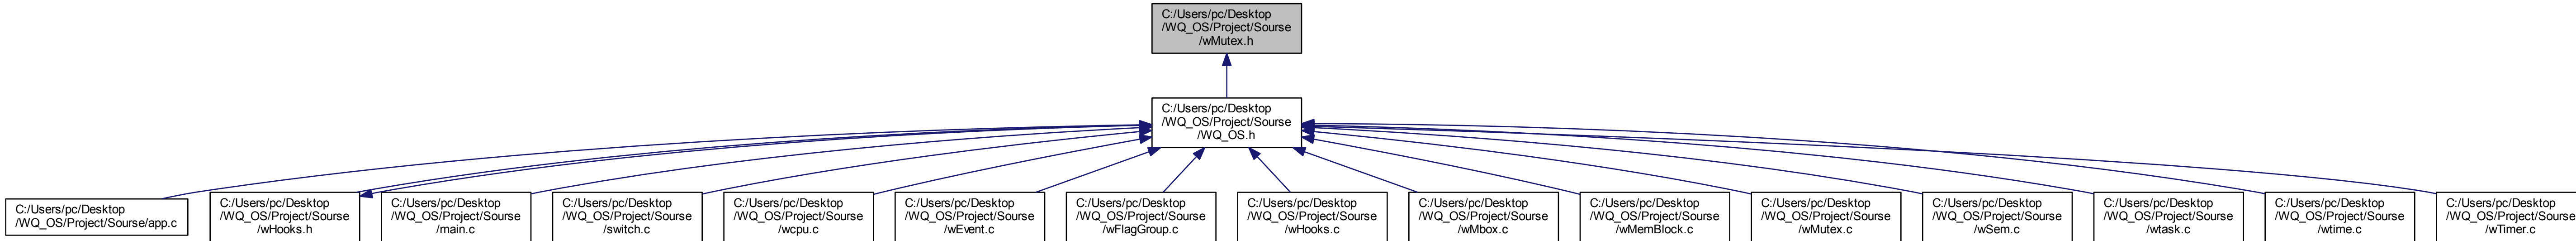 C:/Users/pc/Desktop
/WQ_OS/Project/Sourse
/wMutex.h
C:/Users/pc/Desktop
/WQ_OS/Project/Sourse
/WQ_OS.h
C:/Users/pc/Desktop
/WQ_OS/Project/Sourse/app.c
C:/Users/pc/Desktop
/WQ_OS/Project/Sourse
/wHooks.h
C:/Users/pc/Desktop
/WQ_OS/Project/Sourse
/main.c
C:/Users/pc/Desktop
/WQ_OS/Project/Sourse
/switch.c
C:/Users/pc/Desktop
/WQ_OS/Project/Sourse
/wcpu.c
C:/Users/pc/Desktop
/WQ_OS/Project/Sourse
/wEvent.c
C:/Users/pc/Desktop
/WQ_OS/Project/Sourse
/wFlagGroup.c
C:/Users/pc/Desktop
/WQ_OS/Project/Sourse
/wHooks.c
C:/Users/pc/Desktop
/WQ_OS/Project/Sourse
/wMbox.c
C:/Users/pc/Desktop
/WQ_OS/Project/Sourse
/wMemBlock.c
C:/Users/pc/Desktop
/WQ_OS/Project/Sourse
/wMutex.c
C:/Users/pc/Desktop
/WQ_OS/Project/Sourse
/wSem.c
C:/Users/pc/Desktop
/WQ_OS/Project/Sourse
/wtask.c
C:/Users/pc/Desktop
/WQ_OS/Project/Sourse
/wtime.c
C:/Users/pc/Desktop
/WQ_OS/Project/Sourse
/wTimer.c